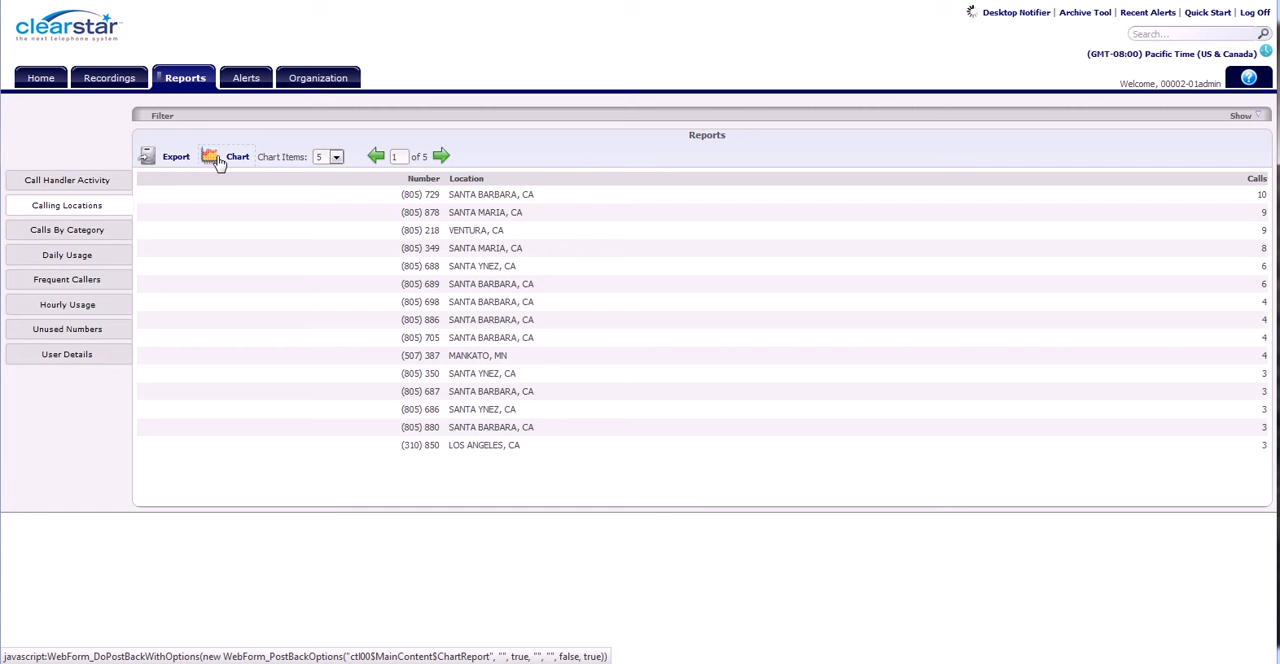 clearstar
the next telephone system
Desktop Notifier | Archive Tool | Recent Alerts | Quick Start | Log Off
Search...
(GMT-08:00) Pacific Time (US & Canada)
Home Recordings Reports Alerts Organization
Welcome, 00002-01admin ?
Filter Show
Reports
Export Chart Chart Items: 5 1 of 5
Call Handler Activity
Calling Locations
Calls By Category
Daily Usage
Frequent Callers
Hourly Usage
Unused Numbers
User Details
Number Location Calls
(805) 729 SANTA BARBARA, CA 10
(805) 878 SANTA MARIA, CA 9
(805) 218 VENTURA, CA 9
(805) 349 SANTA MARIA, CA 8
(805) 688 SANTA YNEZ, CA 6
(805) 689 SANTA BARBARA, CA 6
(805) 698 SANTA BARBARA, CA 4
(805) 886 SANTA BARBARA, CA 4
(805) 705 SANTA BARBARA, CA 4
(507) 387 MANKATO, MN 4
(805) 350 SANTA YNEZ, CA 3
(805) 687 SANTA BARBARA, CA 3
(805) 686 SANTA YNEZ, CA 3
(805) 880 SANTA BARBARA, CA 3
(310) 850 LOS ANGELES, CA 3
javascript:WebForm_DoPostBackWithOptions(new WebForm_PostBackOptions("ctl00$MainContent$ChartReport", "", true, "", "", false, true))